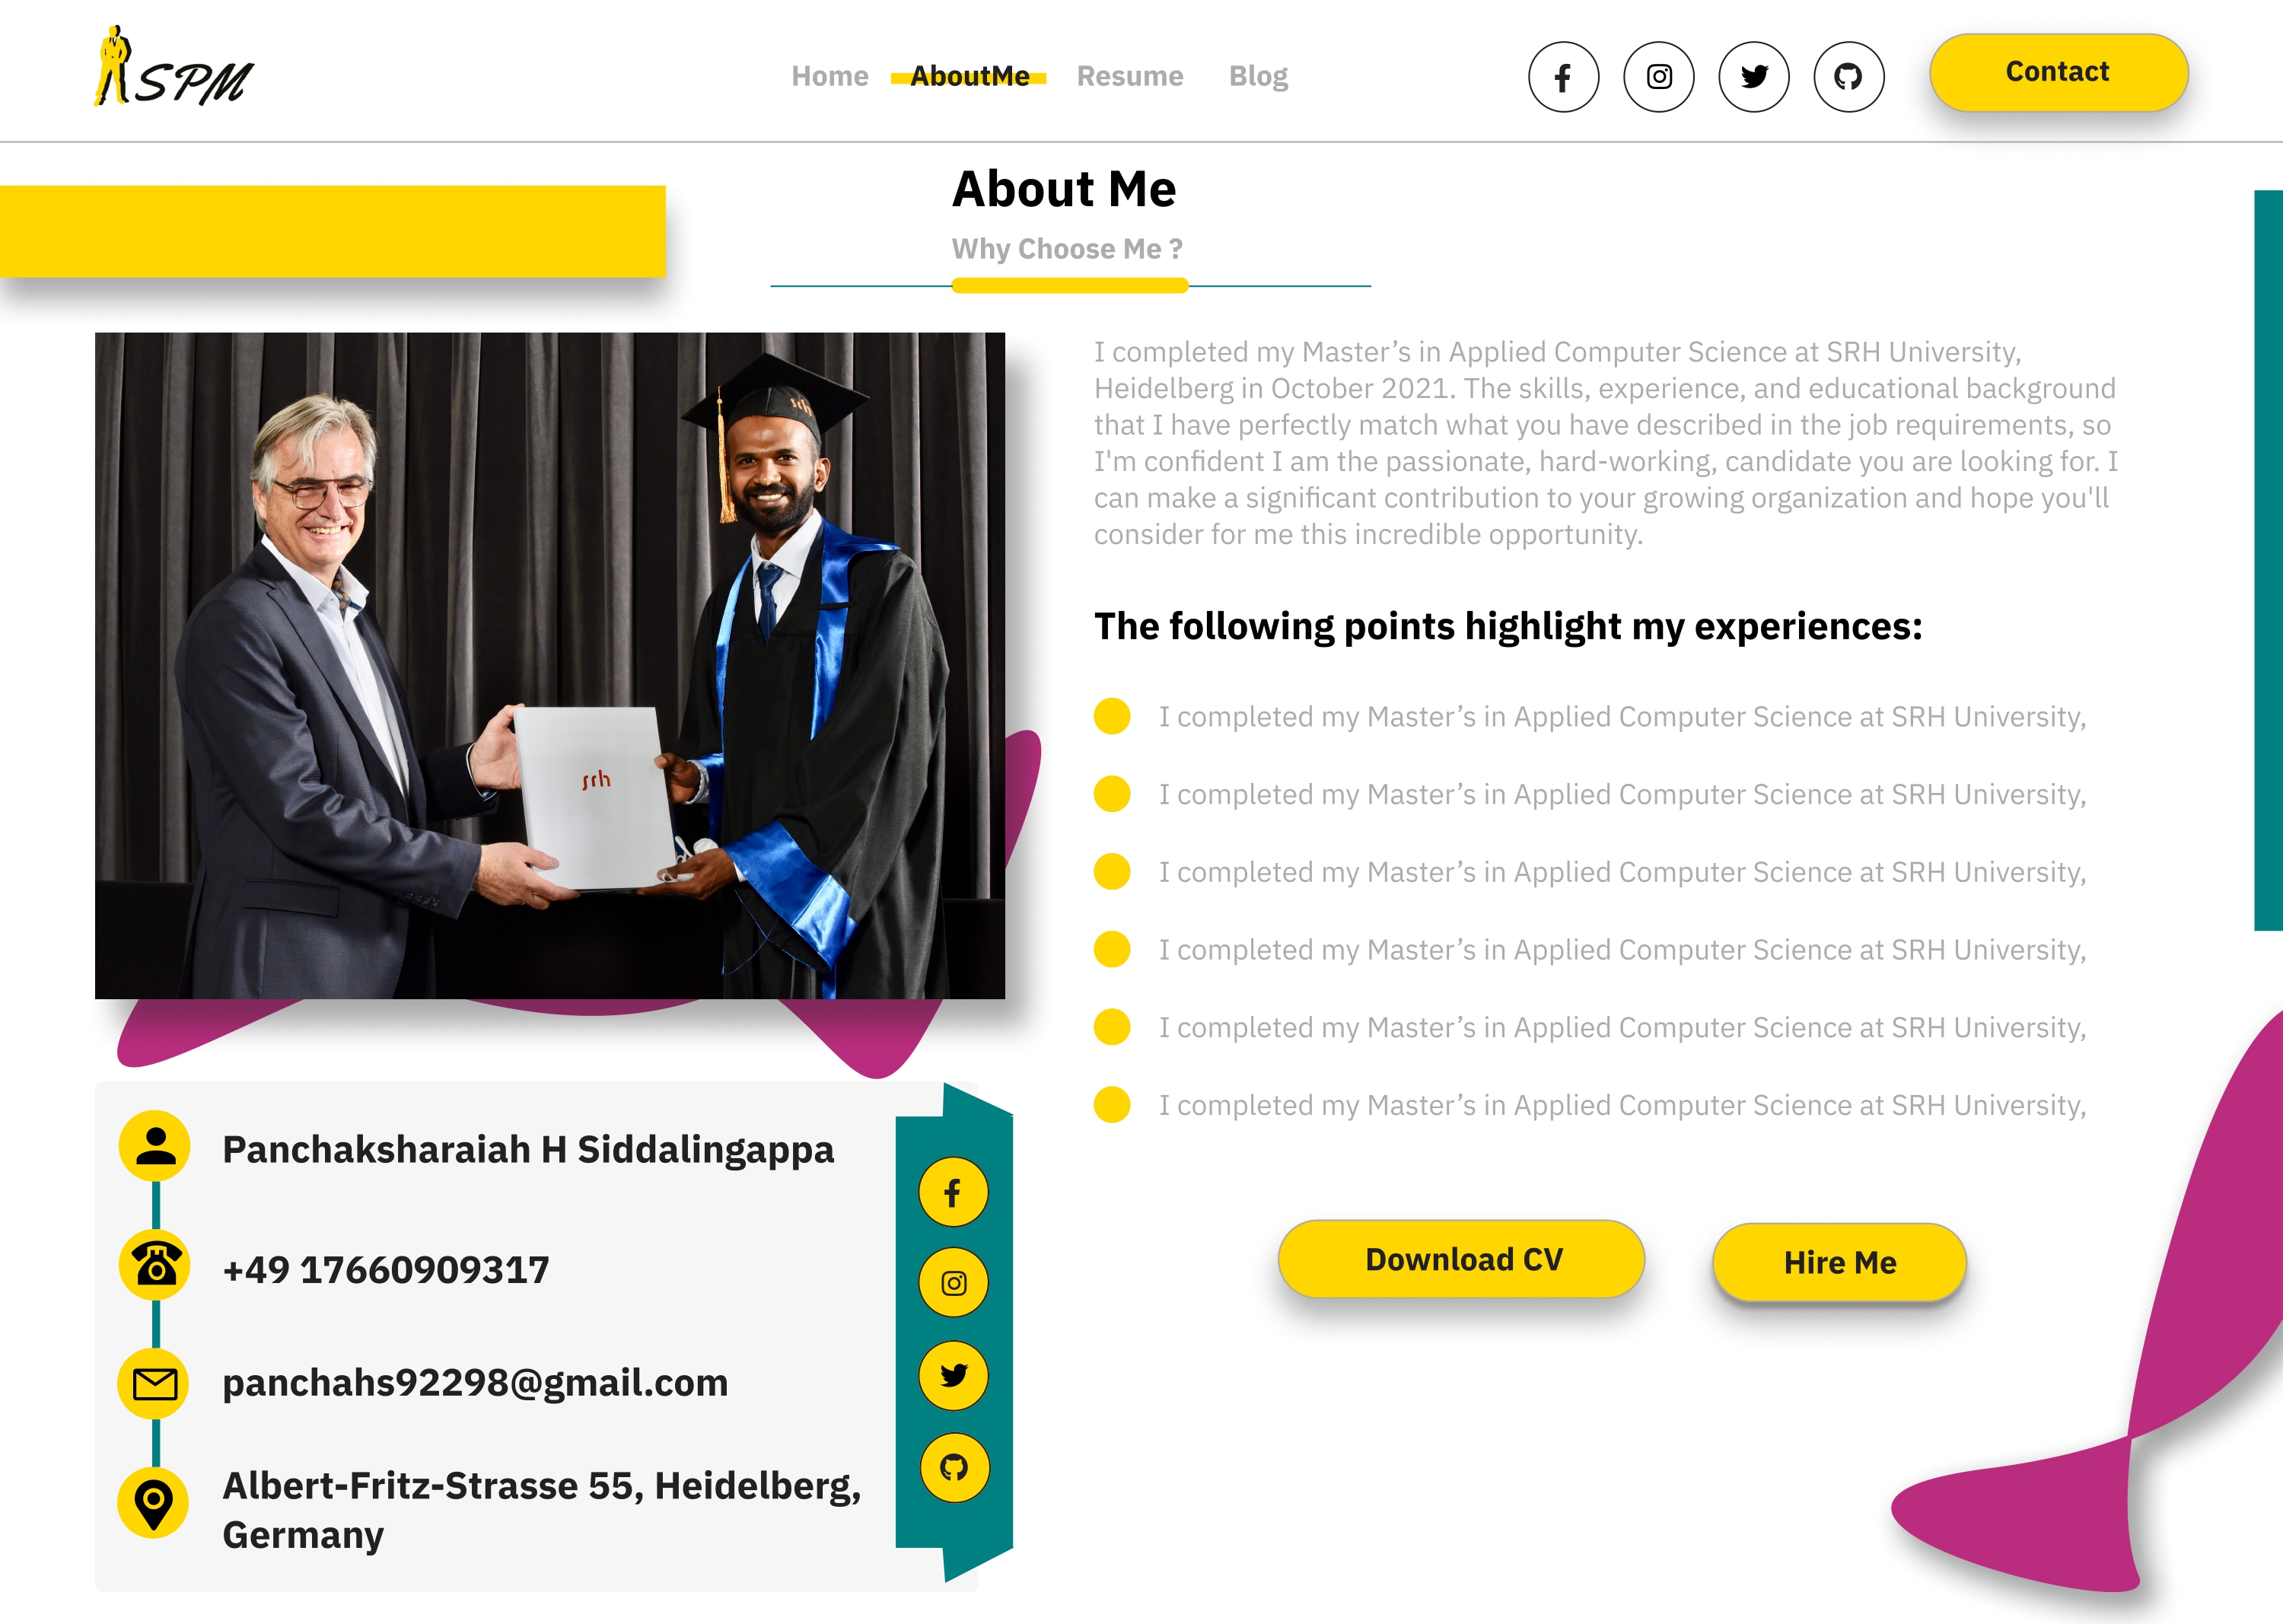 SPM
Home AboutMe Resume Blog
Contact
About Me
Why Choose Me ?
I completed my Master’s in Applied Computer Science at SRH University,
Heidelberg in October 2021. The skills, experience, and educational background
that I have perfectly match what you have described in the job requirements, so
I'm confident I am the passionate, hard-working, candidate you are looking for. I
can make a significant contribution to your growing organization and hope you'll
consider for me this incredible opportunity.
srh
srh
The following points highlight my experiences:
I completed my Master’s in Applied Computer Science at SRH University,
I completed my Master’s in Applied Computer Science at SRH University,
I completed my Master’s in Applied Computer Science at SRH University,
I completed my Master’s in Applied Computer Science at SRH University,
I completed my Master’s in Applied Computer Science at SRH University,
I completed my Master’s in Applied Computer Science at SRH University,
Download CV
Hire Me
Panchaksharaiah H Siddalingappa
+49 17660909317
panchahs92298@gmail.com
Albert-Fritz-Strasse 55, Heidelberg,
Germany